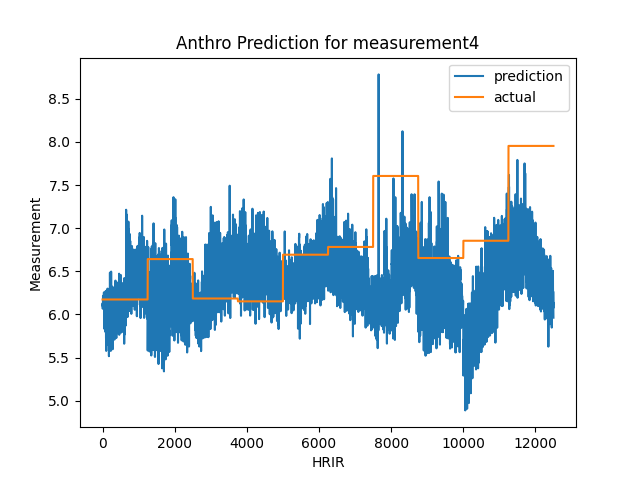 Anthro Prediction for measurement4
prediction
actual
8.5
8.0
7.5
7.0
6.5
6.0
5.5
5.0
Measurement
0 2000 4000 6000 8000 10000 12000
HRIR